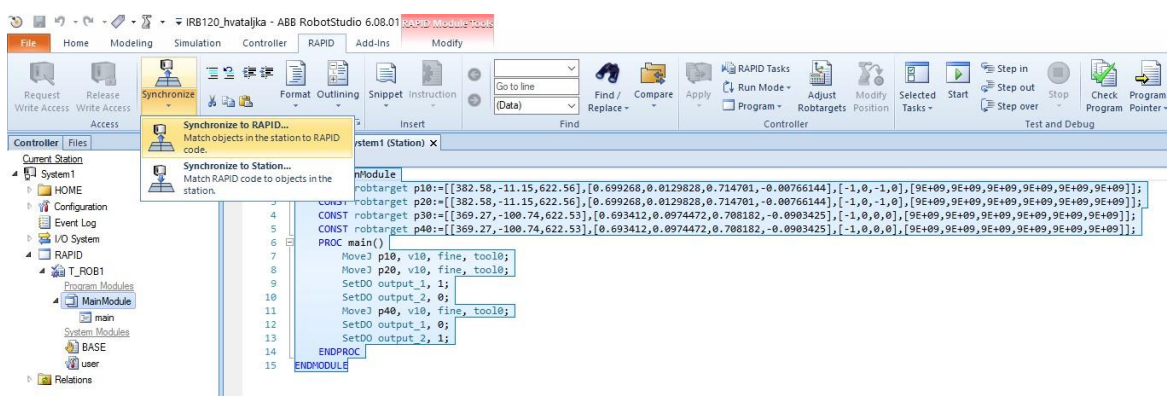 IRB120_hvataljka - ABB RobotStudio 6.08.01
RAPID Module Tools
File Home Modeling Simulation Controller RAPID Add-Ins Modify
Request Write Access
Release Write Access
Synchronize
Format
Outlining
Snippet
Instruction
Go to line
(Data)
Find / Replace
Compare
Apply
RAPID Tasks
Run Mode
Program
Adjust Robtargets
Modify Position
Selected Tasks
Start
Step in
Step out
Step over
Stop
Check Program
Program Pointer
Access
Insert
Find
Controller
Test and Debug
Synchronize to RAPID...
Match objects in the station to RAPID code.
Synchronize to Station...
Match RAPID code to objects in the station.
Controller Files
ystem1 (Station) X
Current Station
System1
HOME
Configuration
Event Log
I/O System
RAPID
T_ROB1
Program Modules
MainModule
main
System Modules
BASE
user
Relations
nModule
robtarget p10:=[[382.58,-11.15,622.56],[0.699268,0.0129828,0.714701,-0.00766144],[-1,0,-1,0],[9E+09,9E+09,9E+09,9E+09,9E+09,9E+09]];
3 CONST robtarget p20:=[[382.58,-11.15,622.56],[0.699268,0.0129828,0.714701,-0.00766144],[-1,0,-1,0],[9E+09,9E+09,9E+09,9E+09,9E+09,9E+09]];
4 CONST robtarget p30:=[[369.27,-100.74,622.53],[0.693412,0.0974472,0.708182,-0.0903425],[-1,0,0,0],[9E+09,9E+09,9E+09,9E+09,9E+09,9E+09]];
5 CONST robtarget p40:=[[369.27,-100.74,622.53],[0.693412,0.0974472,0.708182,-0.0903425],[-1,0,0,0],[9E+09,9E+09,9E+09,9E+09,9E+09,9E+09]];
6 PROC main()
7 MoveJ p10, v10, fine, tool0;
8 MoveJ p20, v10, fine, tool0;
9 SetDO output_1, 1;
10 SetDO output_2, 0;
11 MoveJ p40, v10, fine, tool0;
12 SetDO output_1, 0;
13 SetDO output_2, 1;
14 ENDPROC
15 ENDMODULE